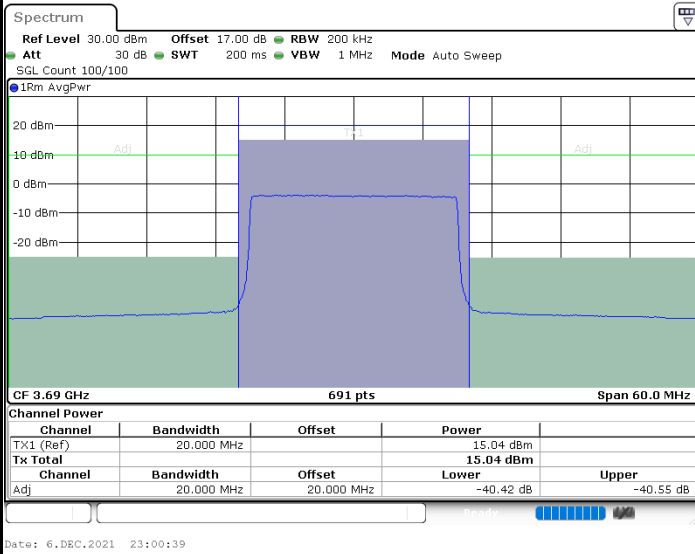 Spectrum
Ref Level 30.00 dBm Offset 17.00 dB RBW 200 kHz
Att 30 dB SWT 200 ms VBW 1 MHz Mode Auto Sweep
SGL Count 100/100
1Rm AvgPwr
20 dBm
TX1
Adj Adj
10 dBm
0 dBm
-10 dBm
-20 dBm
CF 3.69 GHz 691 pts Span 60.0 MHz
Channel Power
Channel Bandwidth Offset Power
TX1 (Ref) 20.000 MHz 15.04 dBm
Tx Total 15.04 dBm
Channel Bandwidth Offset Lower Upper
Adj 20.000 MHz 20.000 MHz -40.42 dB -40.55 dB
Ready
Date: 6.DEC.2021 23:00:39